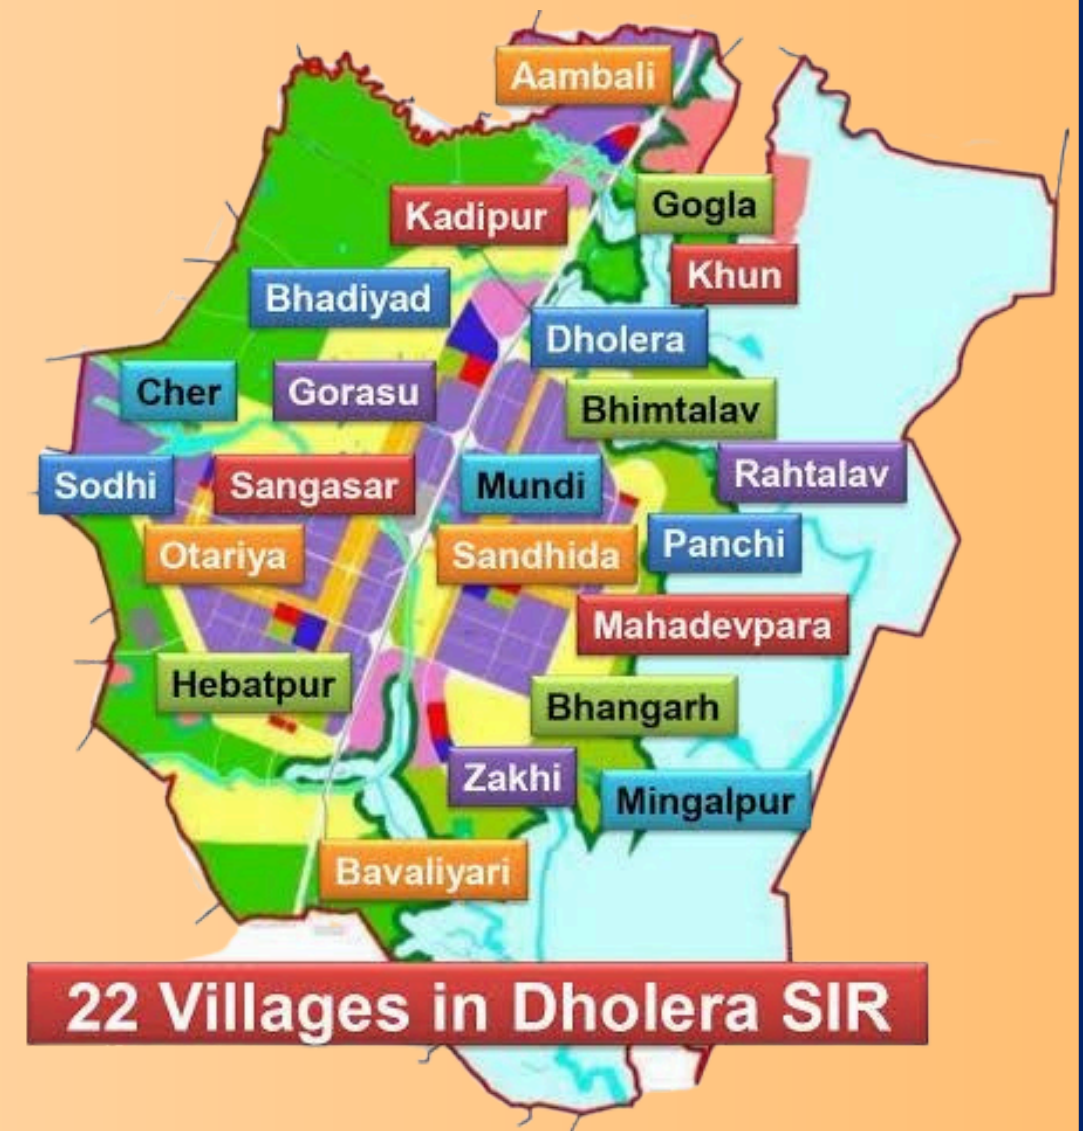 Aambali
Kadipur
Gogla
Khun
Bhadiyad
Dholera
Cher
Gorasu
Bhimtalav
Sodhi
Sangasar
Mundi
Rahtalav
Otariya
Sandhida
Panchi
Mahadevpara
Hebatpur
Bhangarh
Zakhi
Mingalpur
Bavaliyari
22 Villages in Dholera SIR